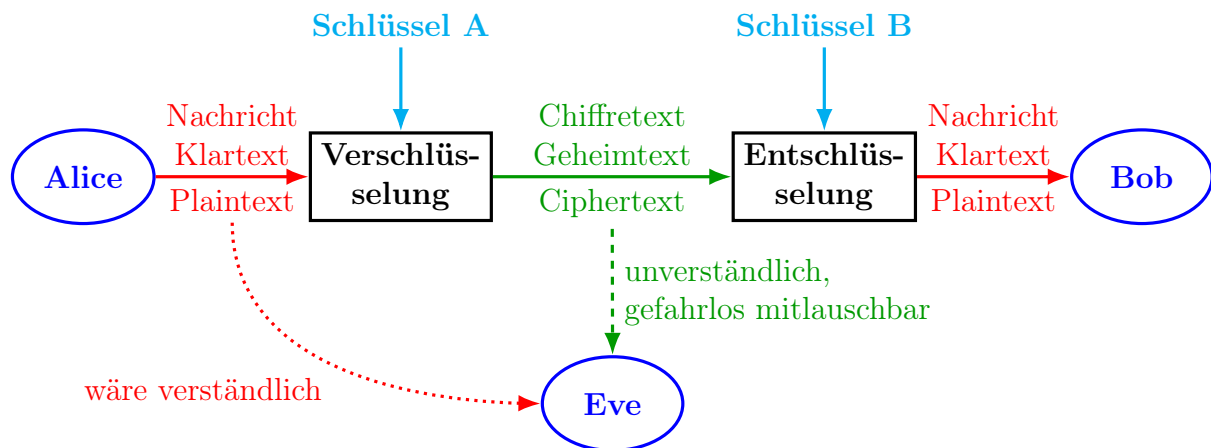 Schlüssel A
Schlüssel B
Alice
Nachricht
Klartext
Plaintext
Verschlüs-
selung
Chiffretext
Geheimtext
Ciphertext
Entschlüs-
selung
Nachricht
Klartext
Plaintext
Bob
unverständlich,
gefahrlos mitlauschbar
wäre verständlich
Eve